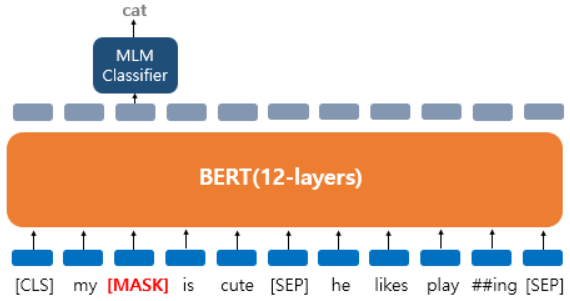 cat
MLM
Classifier
BERT(12-layers)
[CLS] my [MASK] is cute [SEP] he likes play ##ing [SEP]